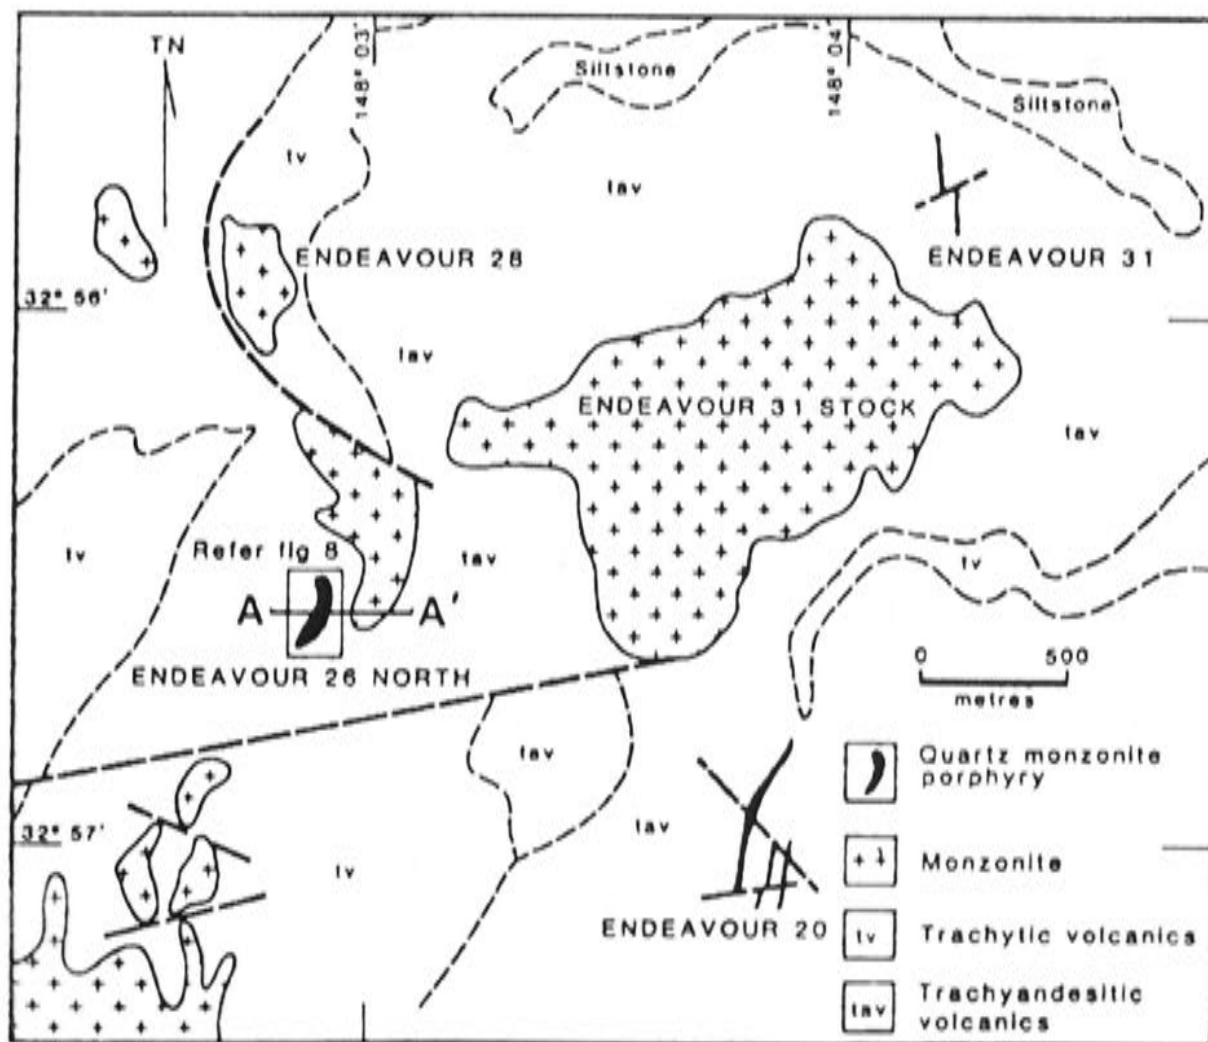 TN
148° 03'
148° 04'
Siltstone
Siltstone
tv
tav
ENDEAVOUR 28
ENDEAVOUR 31
32° 56'
tav
ENDEAVOUR 31 STOCK
tav
tv
Refer fig 8
tav
tv
A A'
ENDEAVOUR 26 NORTH
0 500
metres
tav
Quartz monzonite
porphyry
32° 57'
tav
tv
Monzonite
ENDEAVOUR 20
tv
Trachytic volcanics
tav
Trachyandesitic
volcanics